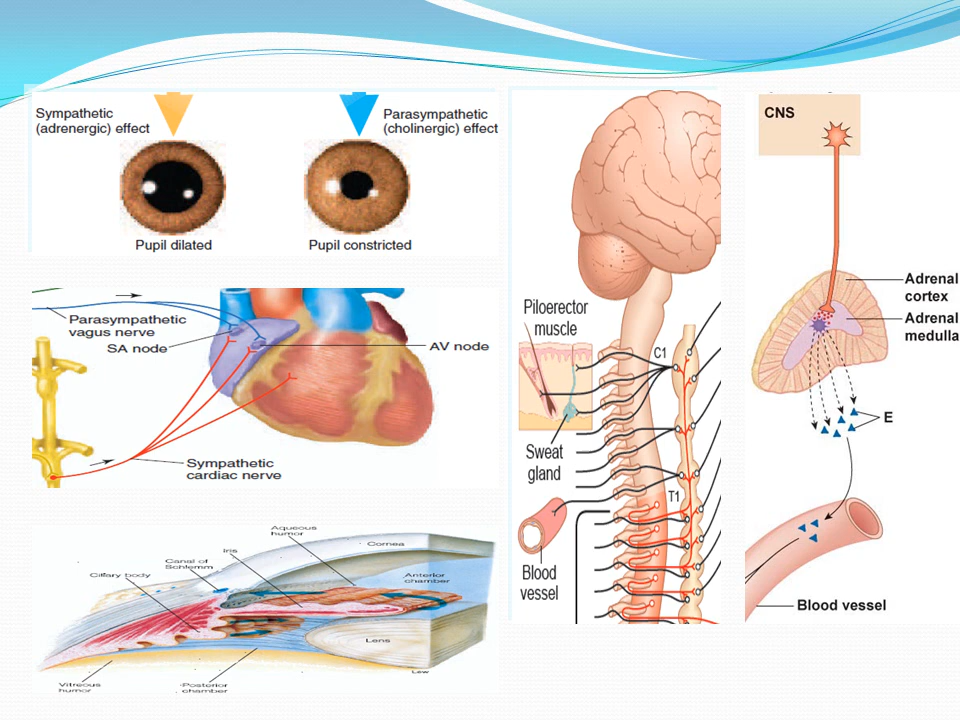 Sympathetic
(adrenergic) effect
Parasympathetic
(cholinergic) effect
Pupil dilated
Pupil constricted
Parasympathetic
vagus nerve
SA node
AV node
Sympathetic
cardiac nerve
Aqueous
humor
Cornea
Iris
Canal of
Schlemm
Ciliary body
Anterior
chamber
Lens
Vitreous
humor
Posterior
chamber
Law
Piloerector
muscle
C1
Sweat
gland
T1
Blood
vessel
CNS
Adrenal
cortex
Adrenal
medulla
E
Blood vessel